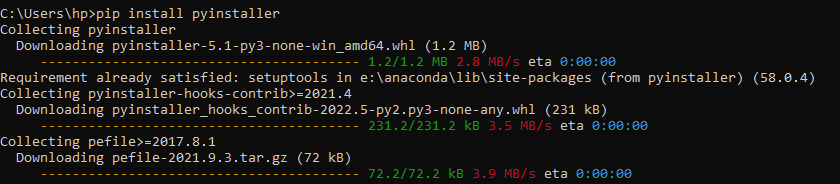 C:\Users\hp>pip install pyinstaller
Collecting pyinstaller
  Downloading pyinstaller-5.1-py3-none-win_amd64.whl (1.2 MB)
     ---------------------------------------- 1.2/1.2 MB 2.8 MB/s eta 0:00:00
Requirement already satisfied: setuptools in e:\anaconda\lib\site-packages (from pyinstaller) (58.0.4)
Collecting pyinstaller-hooks-contrib>=2021.4
  Downloading pyinstaller_hooks_contrib-2022.5-py2.py3-none-any.whl (231 kB)
     ---------------------------------------- 231.2/231.2 kB 3.5 MB/s eta 0:00:00
Collecting pefile>=2017.8.1
  Downloading pefile-2021.9.3.tar.gz (72 kB)
     ---------------------------------------- 72.2/72.2 kB 3.9 MB/s eta 0:00:00